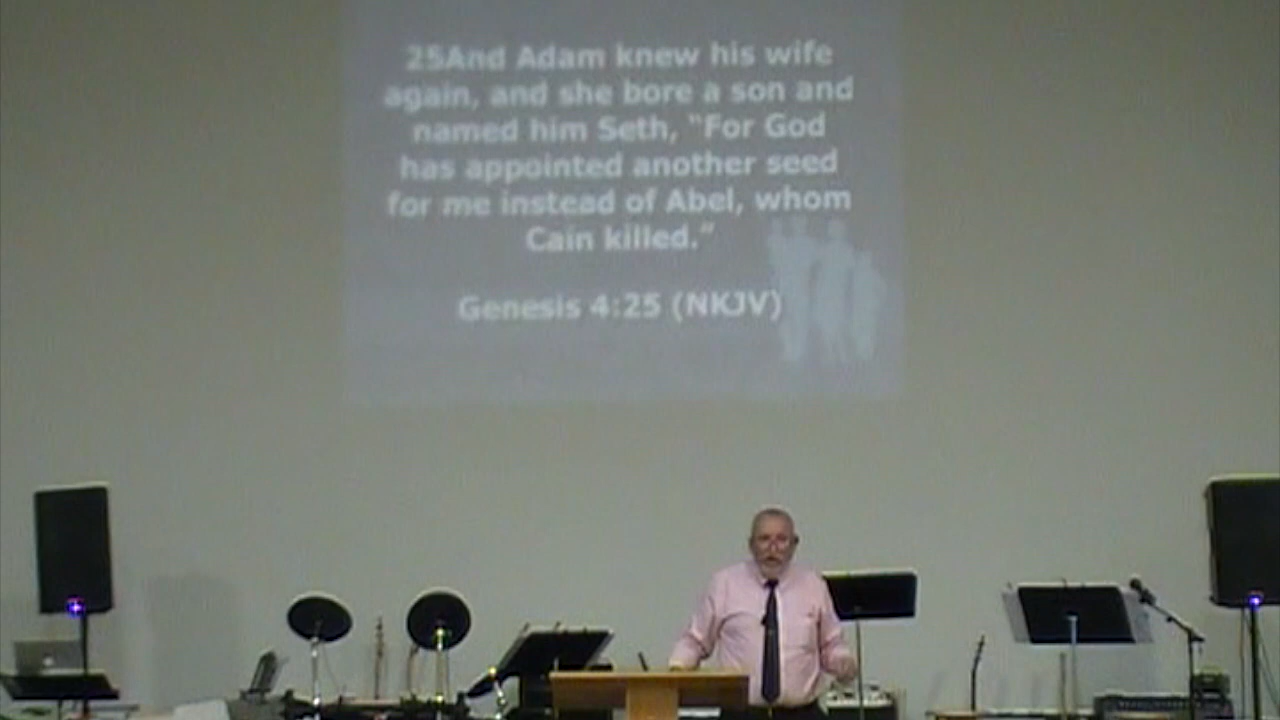 25And Adam knew his wife
again, and she bore a son and
named him Seth, “For God
has appointed another seed
for me instead of Abel, whom
Cain killed.”
Genesis 4:25 (NKJV)